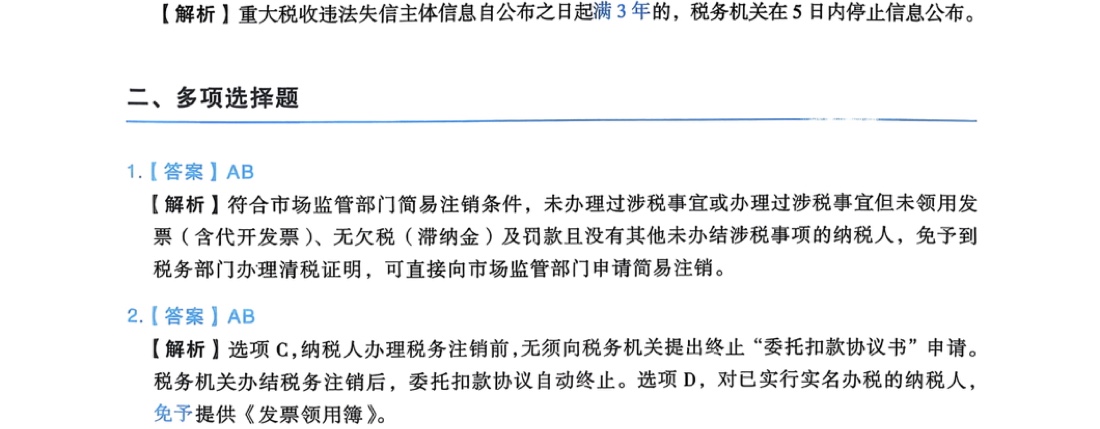 【解析】重大税收违法失信主体信息自公布之日起满 3 年的，税务机关在 5 日内停止信息公布。
二、多项选择题
1.【答案】AB
【解析】符合市场监管部门简易注销条件，未办理过涉税事宜或办理过涉税事宜但未领用发
票（含代开发票）、无欠税（滞纳金）及罚款且没有其他未办结涉税事项的纳税人，免予到
税务部门办理清税证明，可直接向市场监管部门申请简易注销。
2.【答案】AB
【解析】选项 C,纳税人办理税务注销前,无须向税务机关提出终止“委托扣款协议书”申请。
税务机关办结税务注销后，委托扣款协议自动终止。选项 D，对已实行实名办税的纳税人，
免予提供《发票领用簿》。